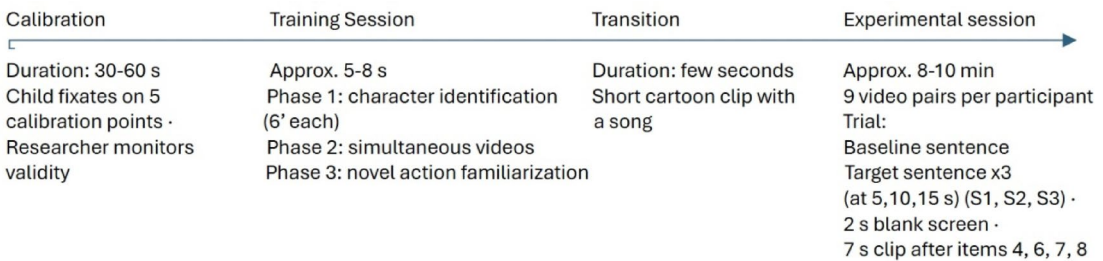 Calibration
Training Session
Transition
Experimental session
Duration: 30-60 s
Child fixates on 5
calibration points ·
Researcher monitors
validity
Approx. 5-8 s
Phase 1: character identification
(6' each)
Phase 2: simultaneous videos
Phase 3: novel action familiarization
Duration: few seconds
Short cartoon clip with
a song
Approx. 8-10 min
9 video pairs per participant
Trial:
Baseline sentence
Target sentence x3
(at 5,10,15 s) (S1, S2, S3) ·
2 s blank screen ·
7 s clip after items 4, 6, 7, 8